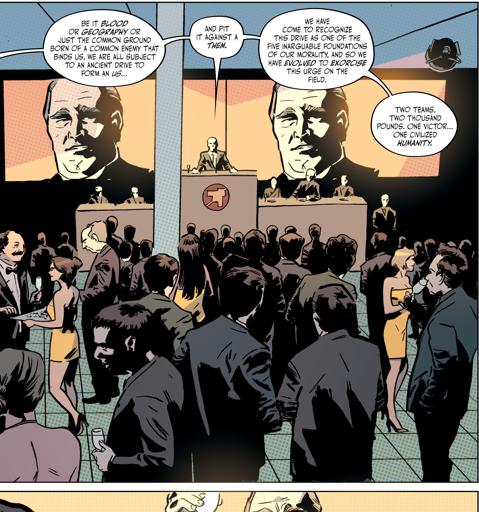 BE IT BLOOD
OR GEOGRAPHY OR
JUST THE COMMON GROUND
BORN OF A COMMON ENEMY THAT
BINDS US, WE ARE ALL SUBJECT
TO AN ANCIENT DRIVE TO
FORM AN US...
AND PIT
IT AGAINST A
THEM.
WE HAVE
COME TO RECOGNIZE
THIS DRIVE AS ONE OF THE
FIVE INARGUABLE FOUNDATIONS
OF OUR MORALITY, AND SO WE
HAVE EVOLVED TO EXORCISE
THIS URGE ON THE
FIELD.
TWO TEAMS.
TWO THOUSAND
POUNDS. ONE VICTOR...
ONE CIVILIZED
HUMANITY.